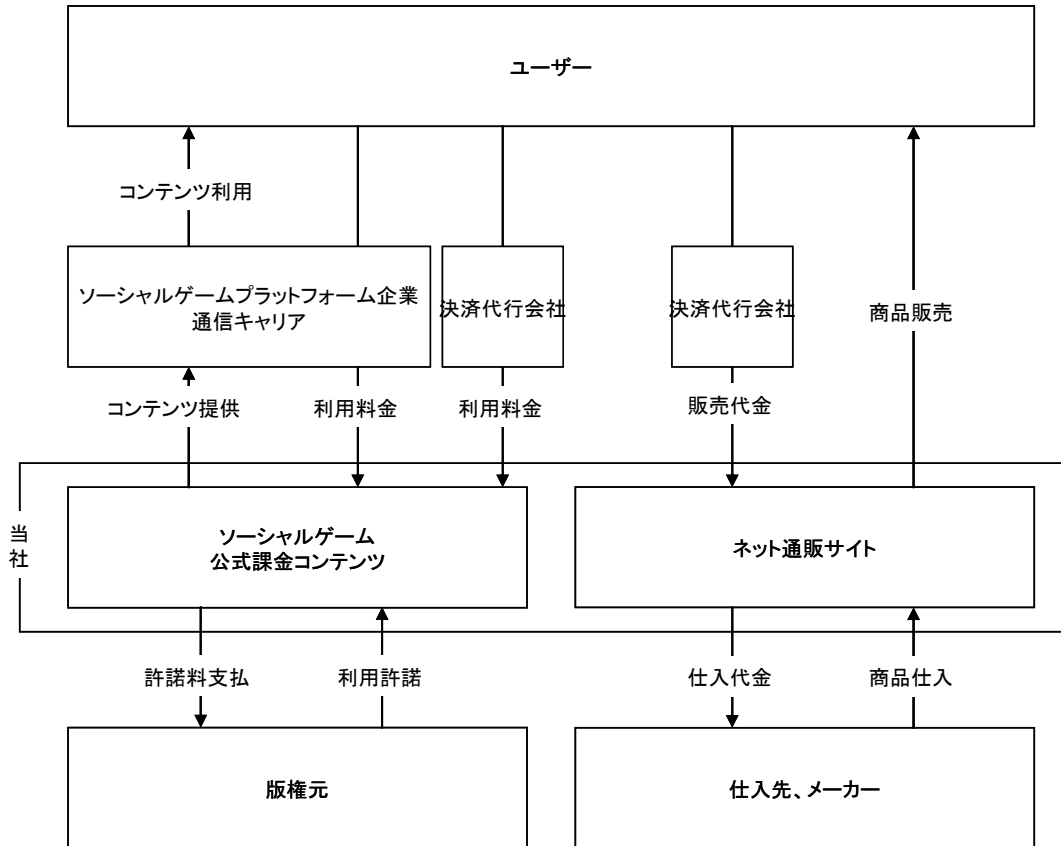 ユーザー
コンテンツ利用
ソーシャルゲームプラットフォーム企業
通信キャリア
決済代行会社
決済代行会社
商品販売
コンテンツ提供
利用料金
利用料金
販売代金
当社
ソーシャルゲーム
公式課金コンテンツ
ネット通販サイト
許諾料支払
利用許諾
仕入代金
商品仕入
版権元
仕入先、メーカー